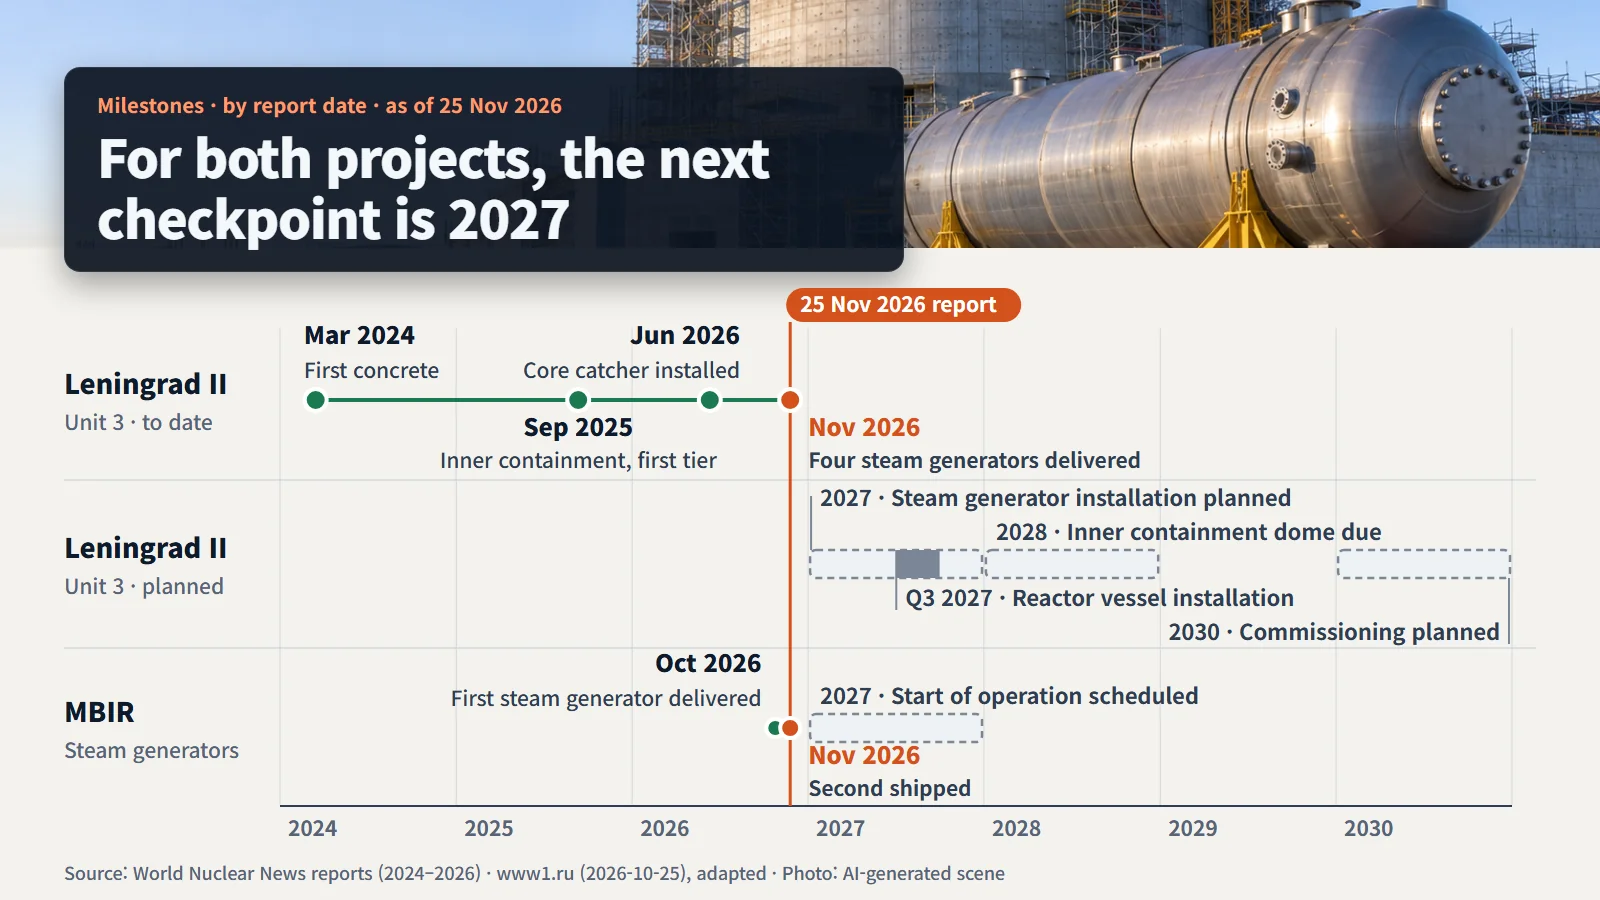 Milestones · by report date · as of 25 Nov 2026
For both projects, the next
checkpoint is 2027
25 Nov 2026 report
Mar 2024
First concrete
Jun 2026
Core catcher installed
Leningrad II
Unit 3 · to date
Sep 2025
Inner containment, first tier
Nov 2026
Four steam generators delivered
2027 · Steam generator installation planned
2028 · Inner containment dome due
Leningrad II
Unit 3 · planned
Q3 2027 · Reactor vessel installation
2030 · Commissioning planned
Oct 2026
First steam generator delivered
2027 · Start of operation scheduled
MBIR
Steam generators
Nov 2026
Second shipped
2024 2025 2026 2027 2028 2029 2030
Source: World Nuclear News reports (2024–2026) · www1.ru (2026-10-25), adapted · Photo: AI-generated scene